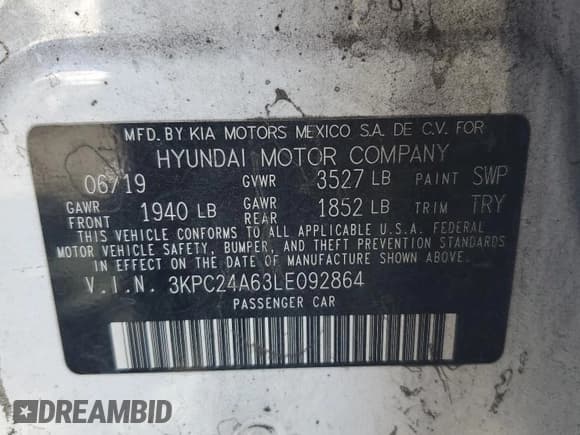 MFD. BY KIA MOTORS MEXICO S.A. DE C.V. FOR
HYUNDAI MOTOR COMPANY
06/19 GVWR 3527 LB PAINT SWP
GAWR FRONT 1940 LB GAWR REAR 1852 LB TRIM TRY
THIS VEHICLE CONFORMS TO ALL APPLICABLE U.S.A. FEDERAL
MOTOR VEHICLE SAFETY, BUMPER, AND THEFT PREVENTION STANDARDS
IN EFFECT ON THE DATE OF MANUFACTURE SHOWN ABOVE.
V.I.N. 3KPC24A63LE092864
PASSENGER CAR
DREAMBID